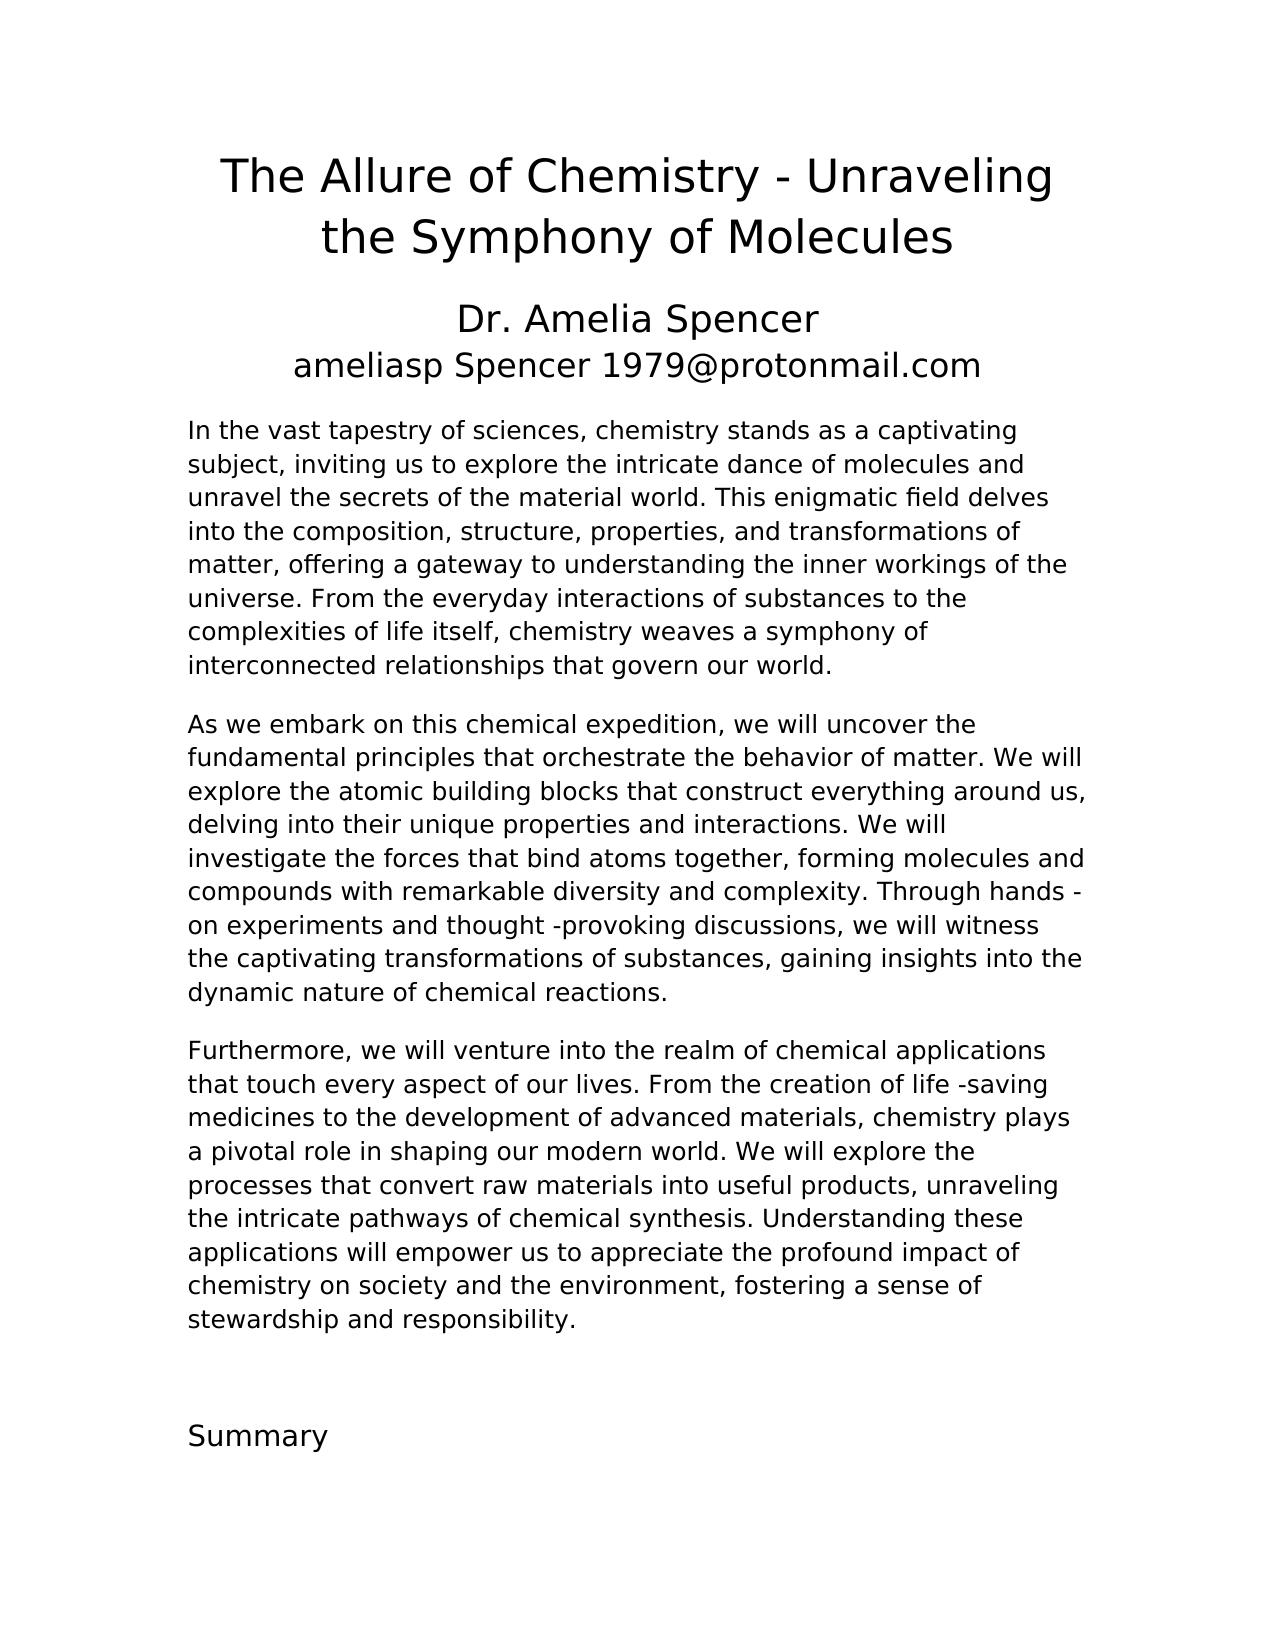 The Allure of Chemistry - Unraveling
the Symphony of Molecules
Dr. Amelia Spencer
ameliasp Spencer 1979@protonmail.com
In the vast tapestry of sciences, chemistry stands as a captivating
subject, inviting us to explore the intricate dance of molecules and
unravel the secrets of the material world. This enigmatic field delves
into the composition, structure, properties, and transformations of
matter, offering a gateway to understanding the inner workings of the
universe. From the everyday interactions of substances to the
complexities of life itself, chemistry weaves a symphony of
interconnected relationships that govern our world.
As we embark on this chemical expedition, we will uncover the
fundamental principles that orchestrate the behavior of matter. We will
explore the atomic building blocks that construct everything around us,
delving into their unique properties and interactions. We will
investigate the forces that bind atoms together, forming molecules and
compounds with remarkable diversity and complexity. Through hands -
on experiments and thought -provoking discussions, we will witness
the captivating transformations of substances, gaining insights into the
dynamic nature of chemical reactions.
Furthermore, we will venture into the realm of chemical applications
that touch every aspect of our lives. From the creation of life -saving
medicines to the development of advanced materials, chemistry plays
a pivotal role in shaping our modern world. We will explore the
processes that convert raw materials into useful products, unraveling
the intricate pathways of chemical synthesis. Understanding these
applications will empower us to appreciate the profound impact of
chemistry on society and the environment, fostering a sense of
stewardship and responsibility.
Summary